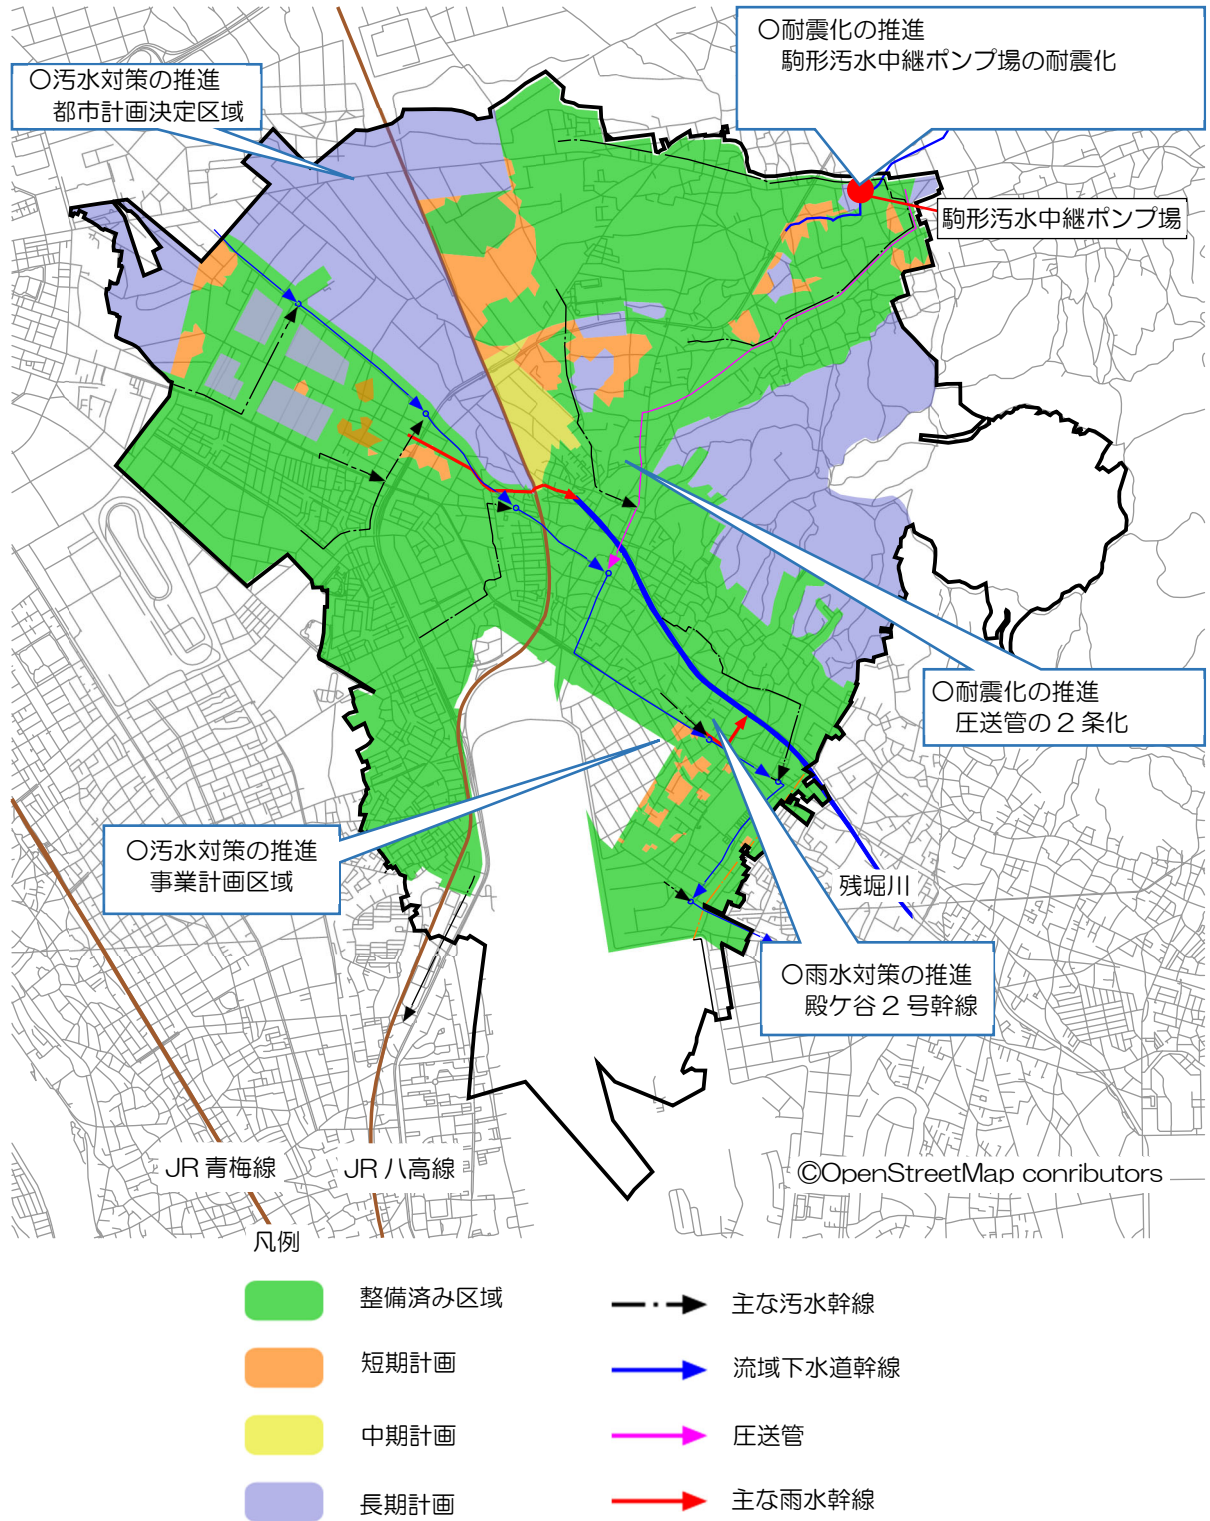 ○耐震化の推進
駒形汚水中継ポンプ場の耐震化
○汚水対策の推進
都市計画決定区域
駒形汚水中継ポンプ場
○耐震化の推進
圧送管の2条化
○汚水対策の推進
事業計画区域
残堀川
○雨水対策の推進
殿ケ谷2号幹線
JR青梅線
JR八高線
©OpenStreetMap conributors
凡例
整備済み区域
主な汚水幹線
短期計画
流域下水道幹線
中期計画
圧送管
長期計画
主な雨水幹線